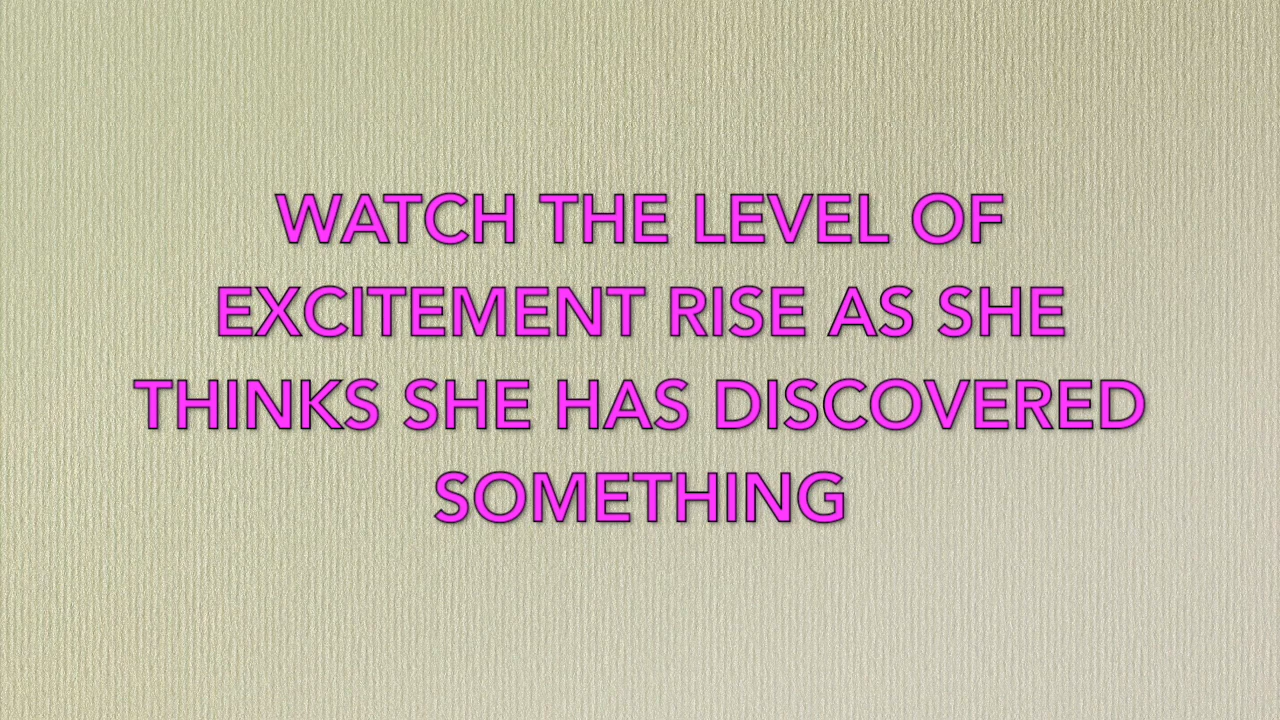 WATCH THE LEVEL OF
EXCITEMENT RISE AS SHE
THINKS SHE HAS DISCOVERED
SOMETHING